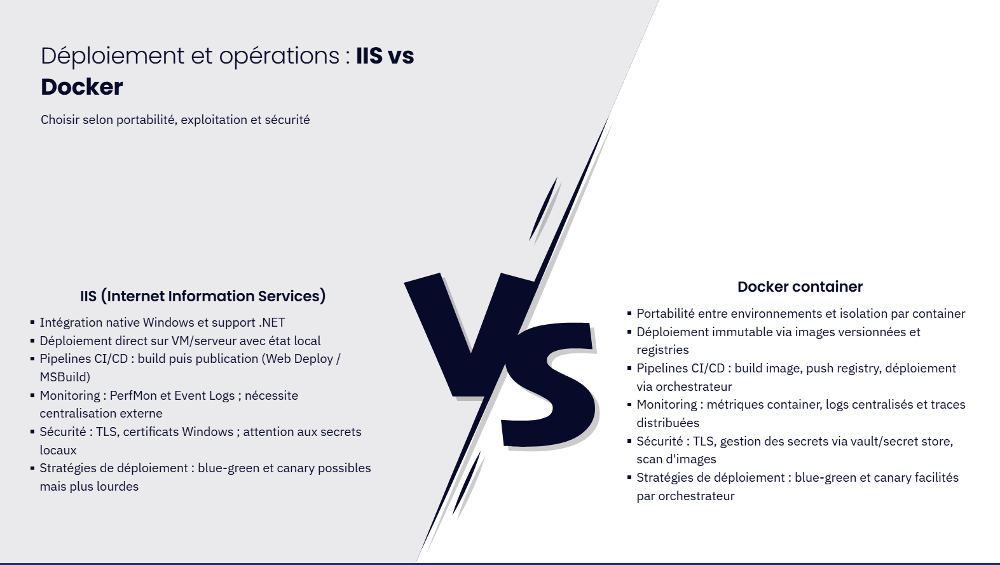 Déploiement et opérations : IIS vs
Docker
Choisir selon portabilité, exploitation et sécurité
IIS (Internet Information Services)
▪ Intégration native Windows et support .NET
▪ Déploiement direct sur VM/serveur avec état local
▪ Pipelines CI/CD : build puis publication (Web Deploy /
MSBuild)
▪ Monitoring : PerfMon et Event Logs ; nécessite
centralisation externe
▪ Sécurité : TLS, certificats Windows ; attention aux secrets
locaux
▪ Stratégies de déploiement : blue-green et canary possibles
mais plus lourdes
VS
Docker container
▪ Portabilité entre environnements et isolation par container
▪ Déploiement immutable via images versionnées et
registries
▪ Pipelines CI/CD : build image, push registry, déploiement
via orchestrateur
▪ Monitoring : métriques container, logs centralisés et traces
distribuées
▪ Sécurité : TLS, gestion des secrets via vault/secret store,
scan d'images
▪ Stratégies de déploiement : blue-green et canary facilités
par orchestrateur